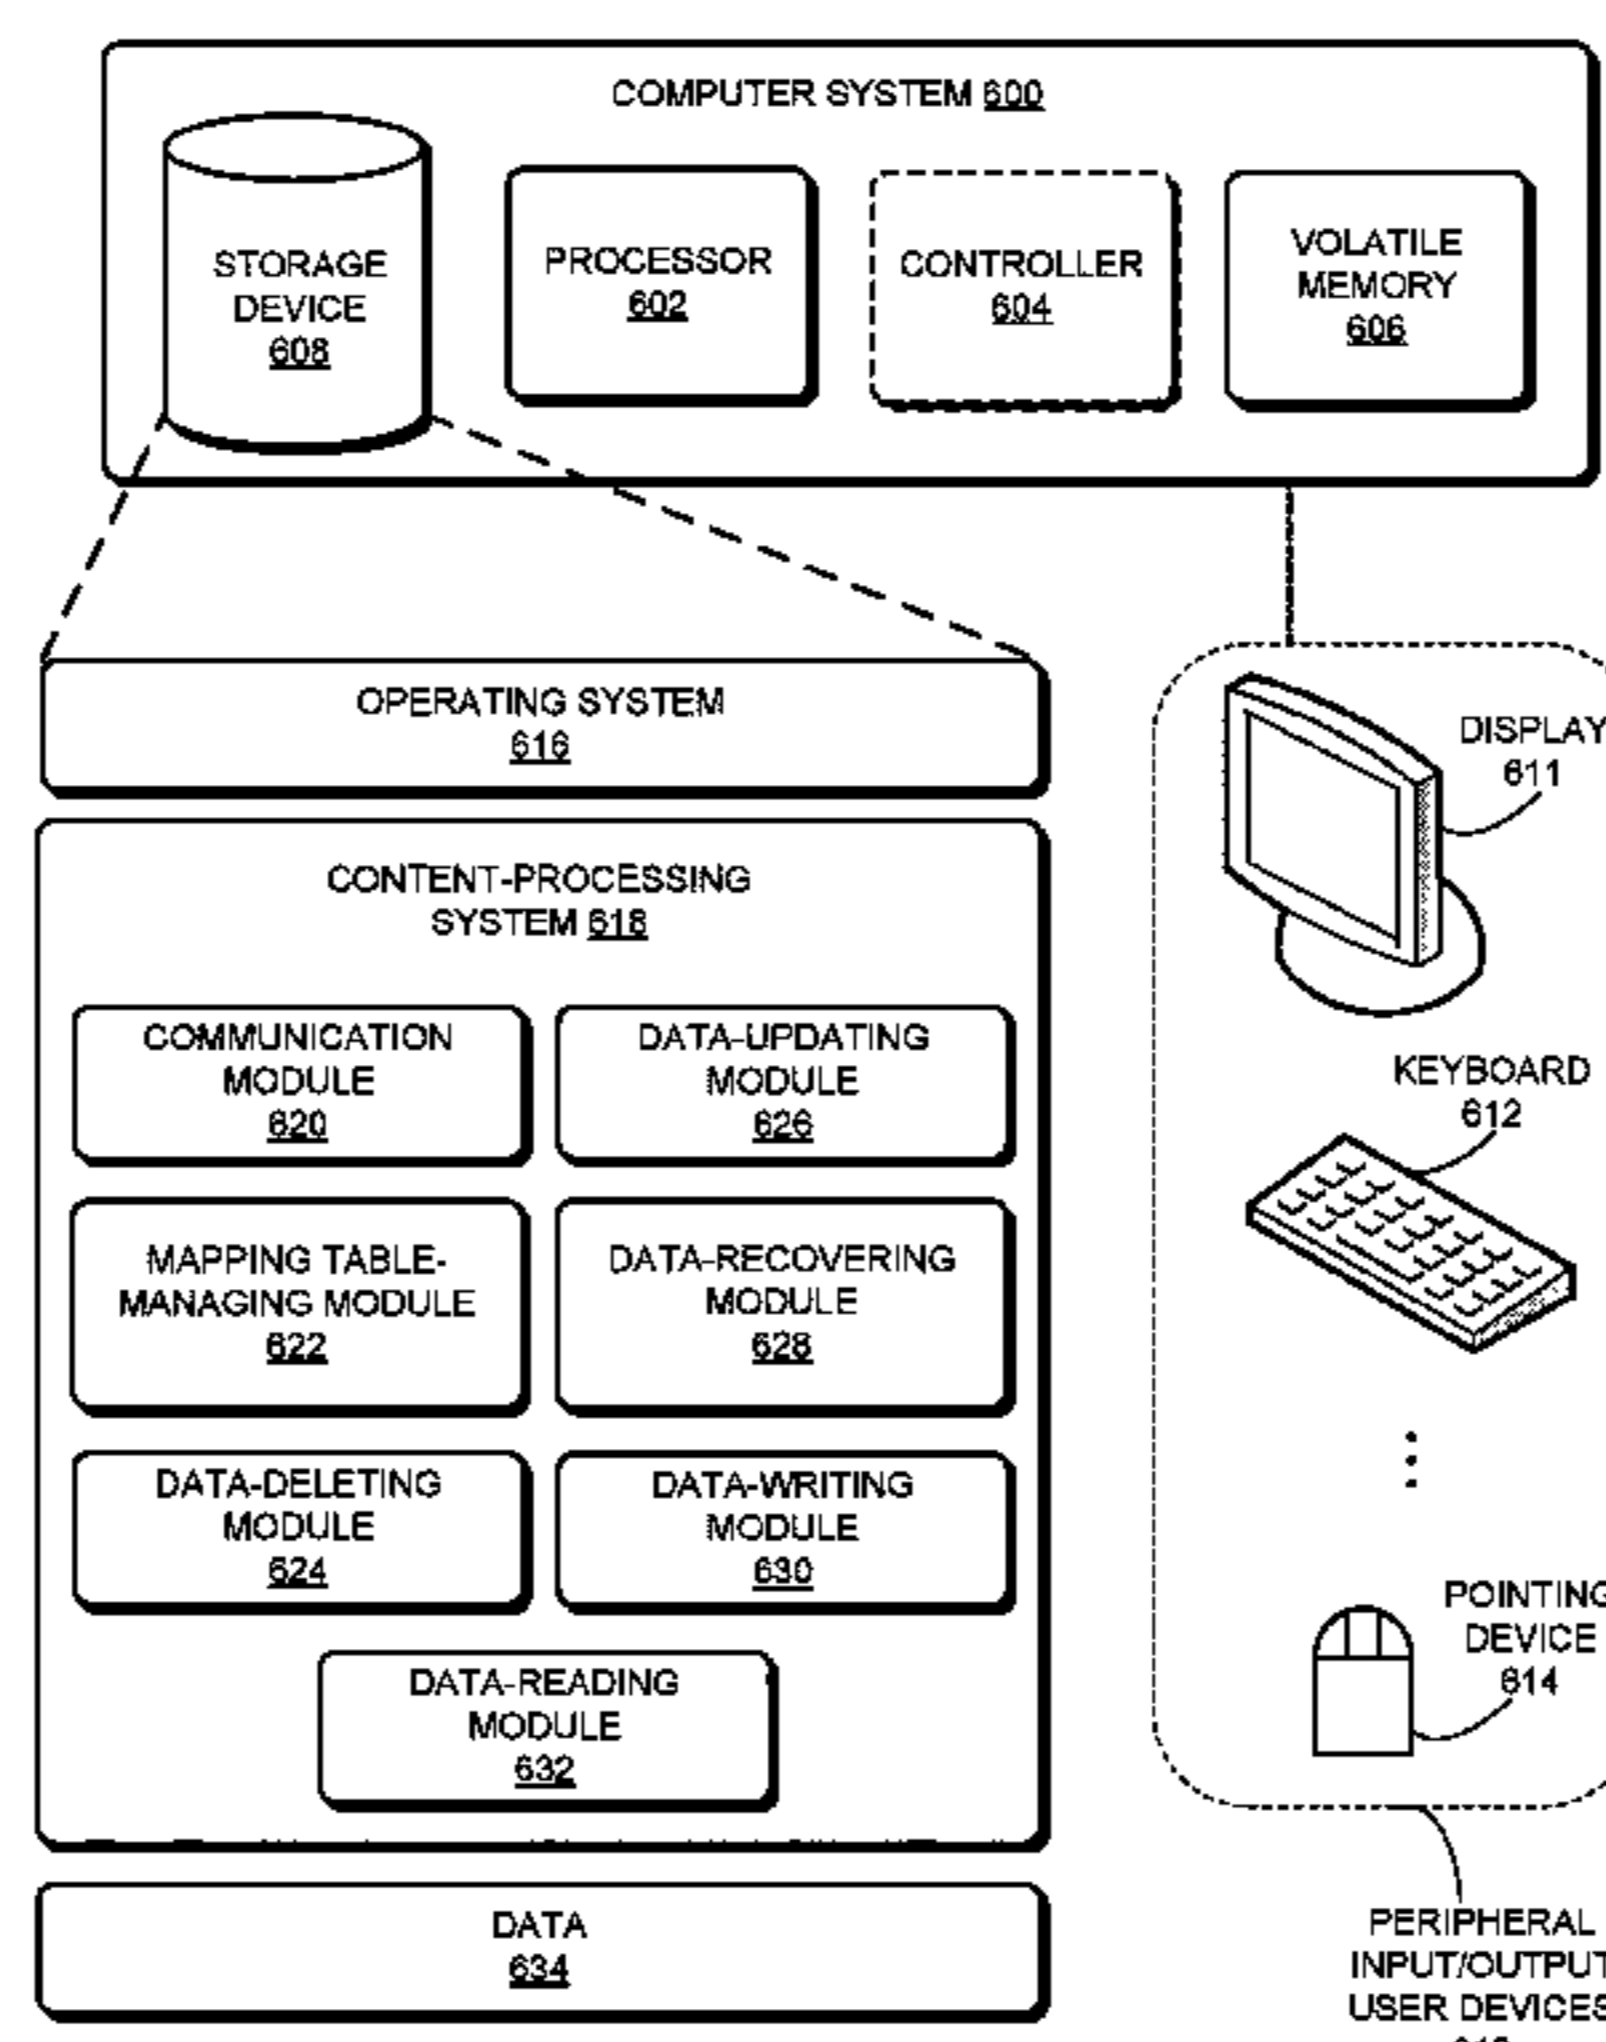 COMPUTER SYSTEM 600
STORAGE
DEVICE
608
PROCESSOR
602
CONTROLLER
604
VOLATILE
MEMORY
606
OPERATING SYSTEM
616
CONTENT-PROCESSING
SYSTEM 618
COMMUNICATION
MODULE
620
DATA-UPDATING
MODULE
626
MAPPING TABLE-
MANAGING MODULE
622
DATA-RECOVERING
MODULE
628
DATA-DELETING
MODULE
624
DATA-WRITING
MODULE
630
DATA-READING
MODULE
632
DATA
634
DISPLAY
611
KEYBOARD
612
POINTING
DEVICE
614
PERIPHERAL
INPUT/OUTPUT
USER DEVICES